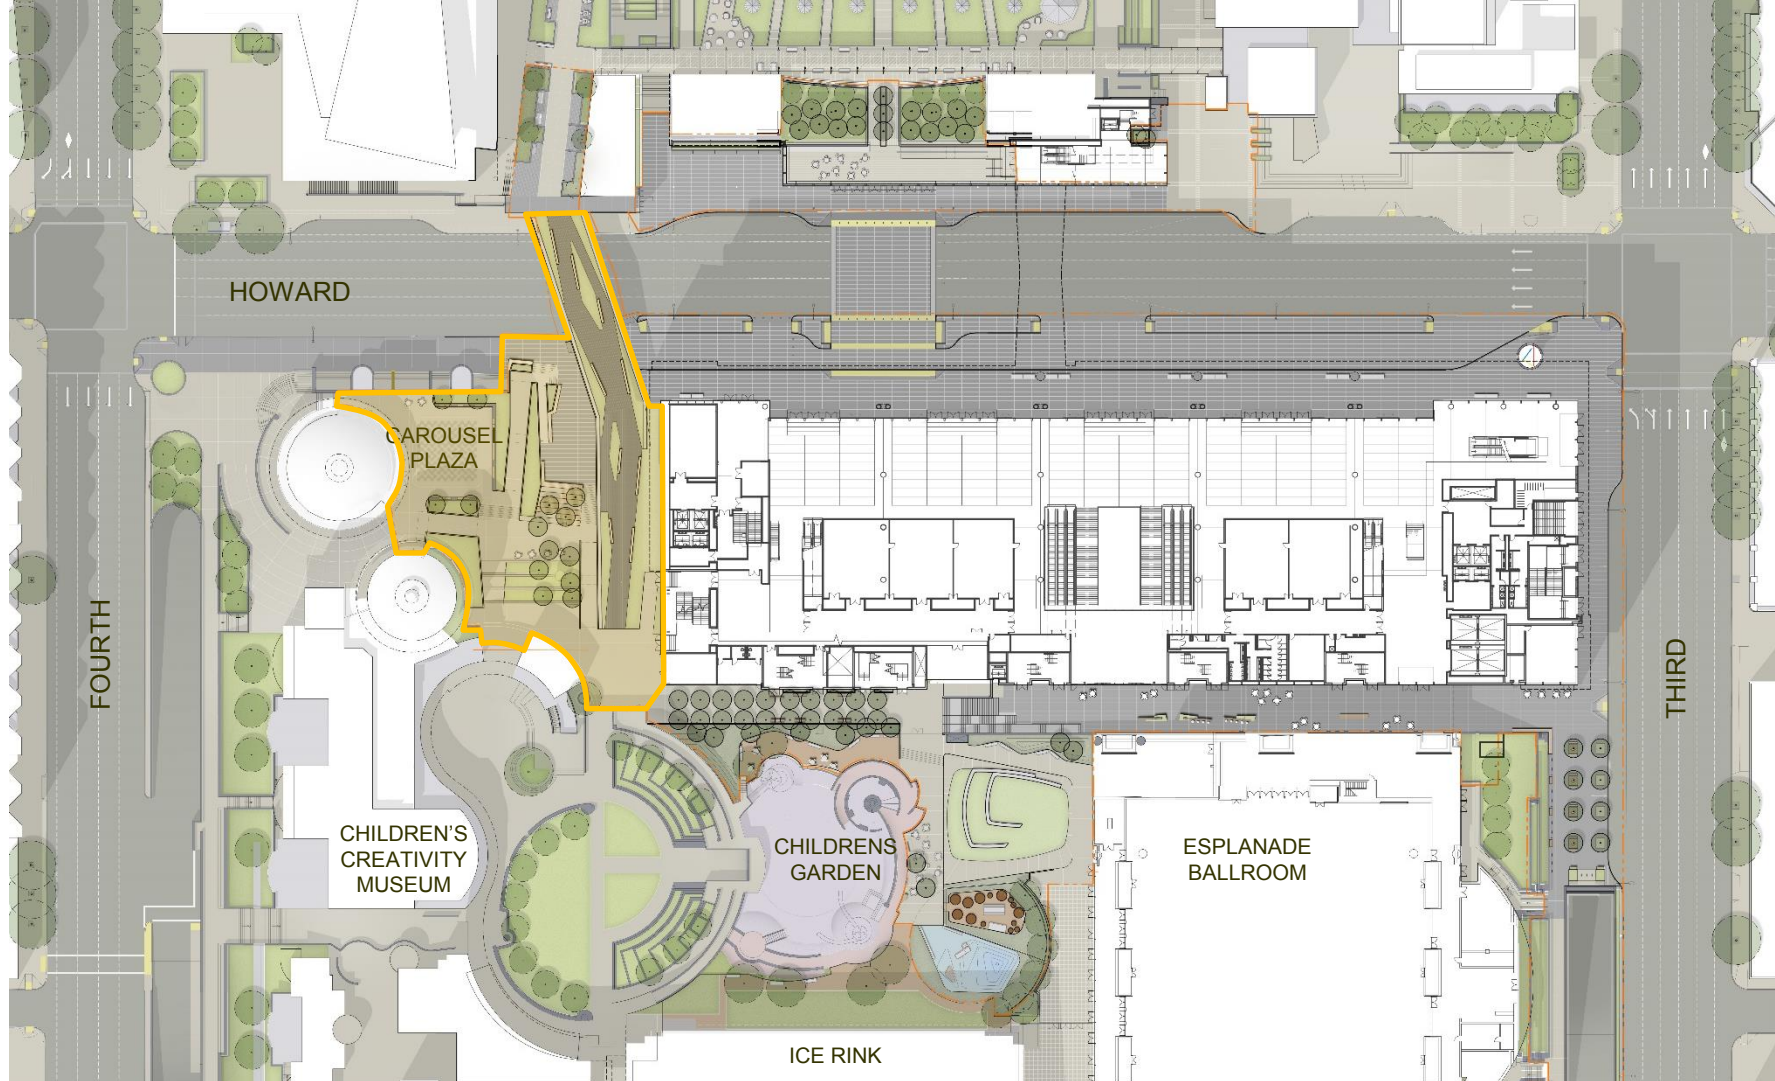 HOWARD
CAROUSEL
PLAZA
FOURTH
THIRD
CHILDREN'S
CREATIVITY
MUSEUM
CHILDRENS
GARDEN
ESPLANADE
BALLROOM
ICE RINK